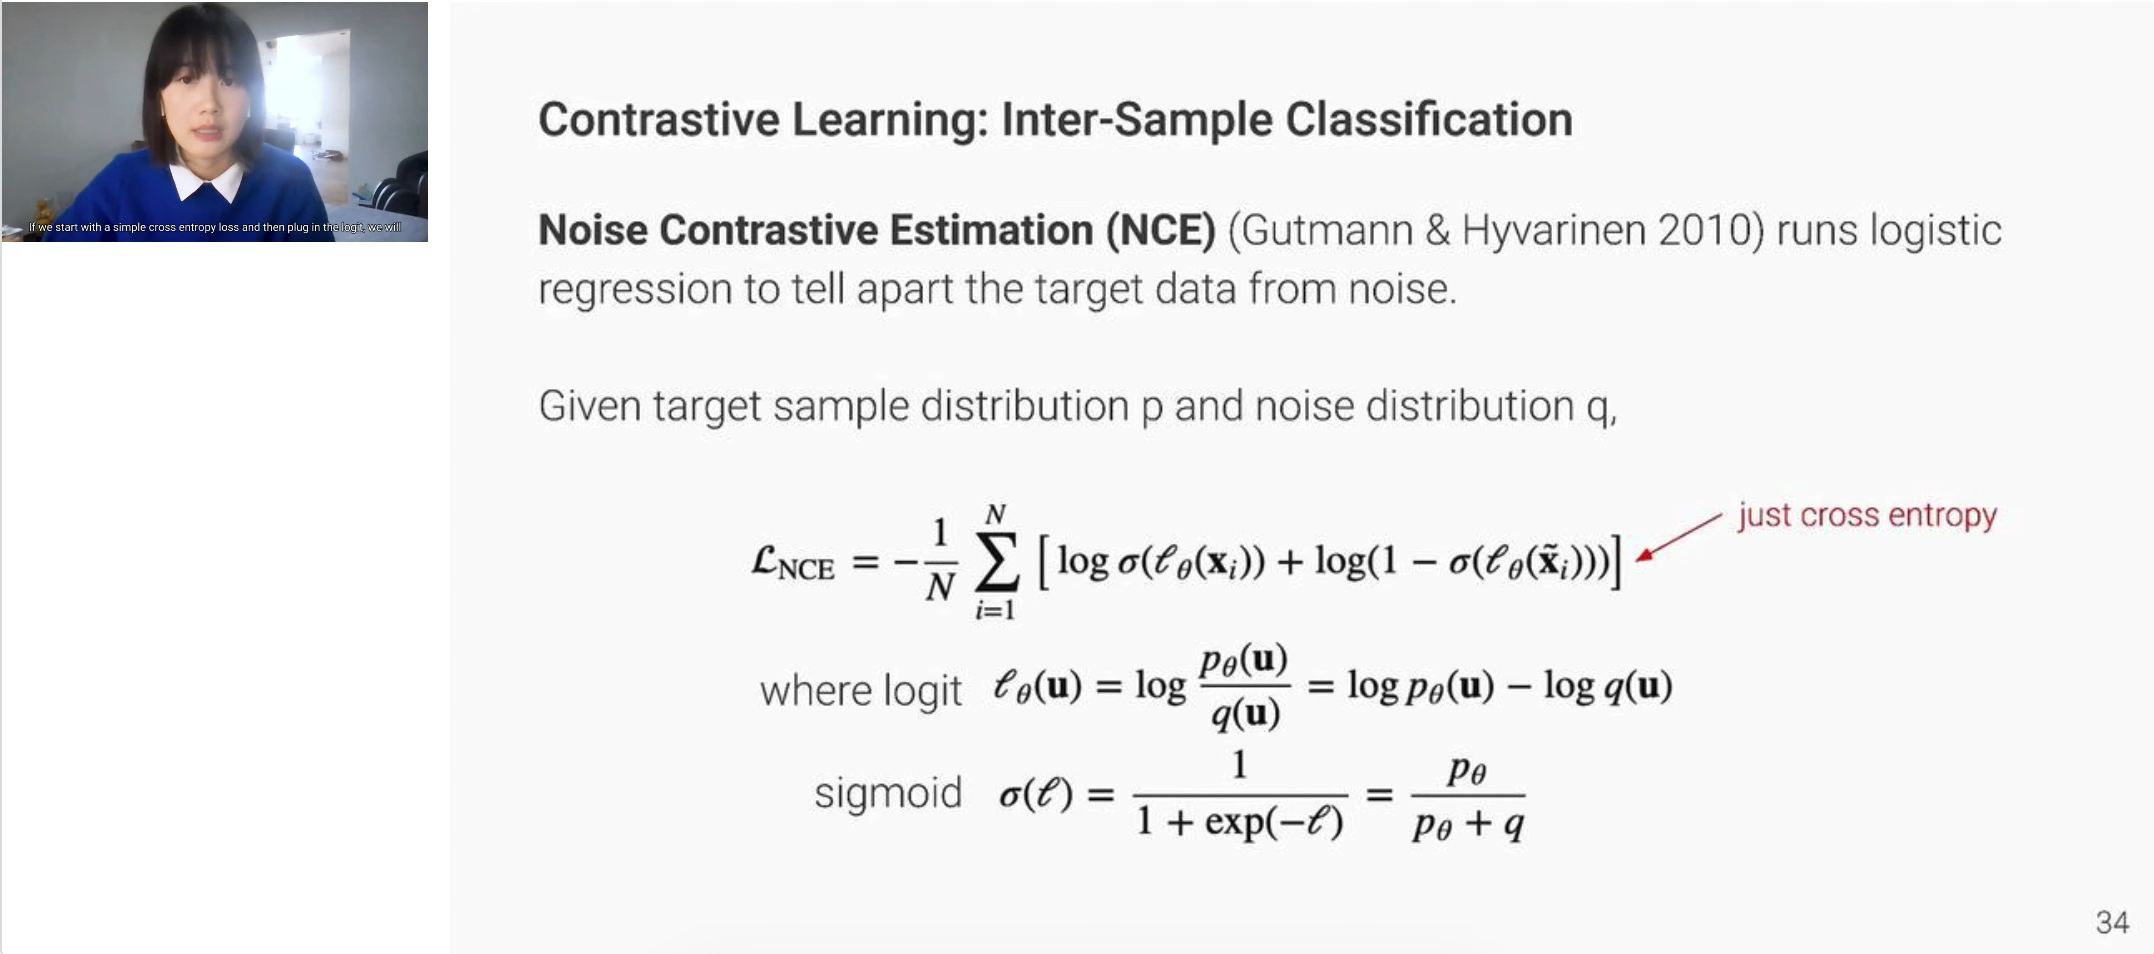 If we start with a simple cross entropy loss and then plug in the logit, we will
Contrastive Learning: Inter-Sample Classification
Noise Contrastive Estimation (NCE) (Gutmann & Hyvarinen 2010) runs logistic
regression to tell apart the target data from noise.
Given target sample distribution p and noise distribution q,
just cross entropy
ℒ_NCE = −1/N ∑_{i=1}^{N} [log σ(ℓ_θ(𝐱_i)) + log(1 − σ(ℓ_θ(𝐱̃_i)))]
where logit ℓ_θ(𝐮) = log p_θ(𝐮)/q(𝐮) = log p_θ(𝐮) − log q(𝐮)
sigmoid σ(ℓ) = 1/(1 + exp(−ℓ)) = p_θ/(p_θ + q)
34